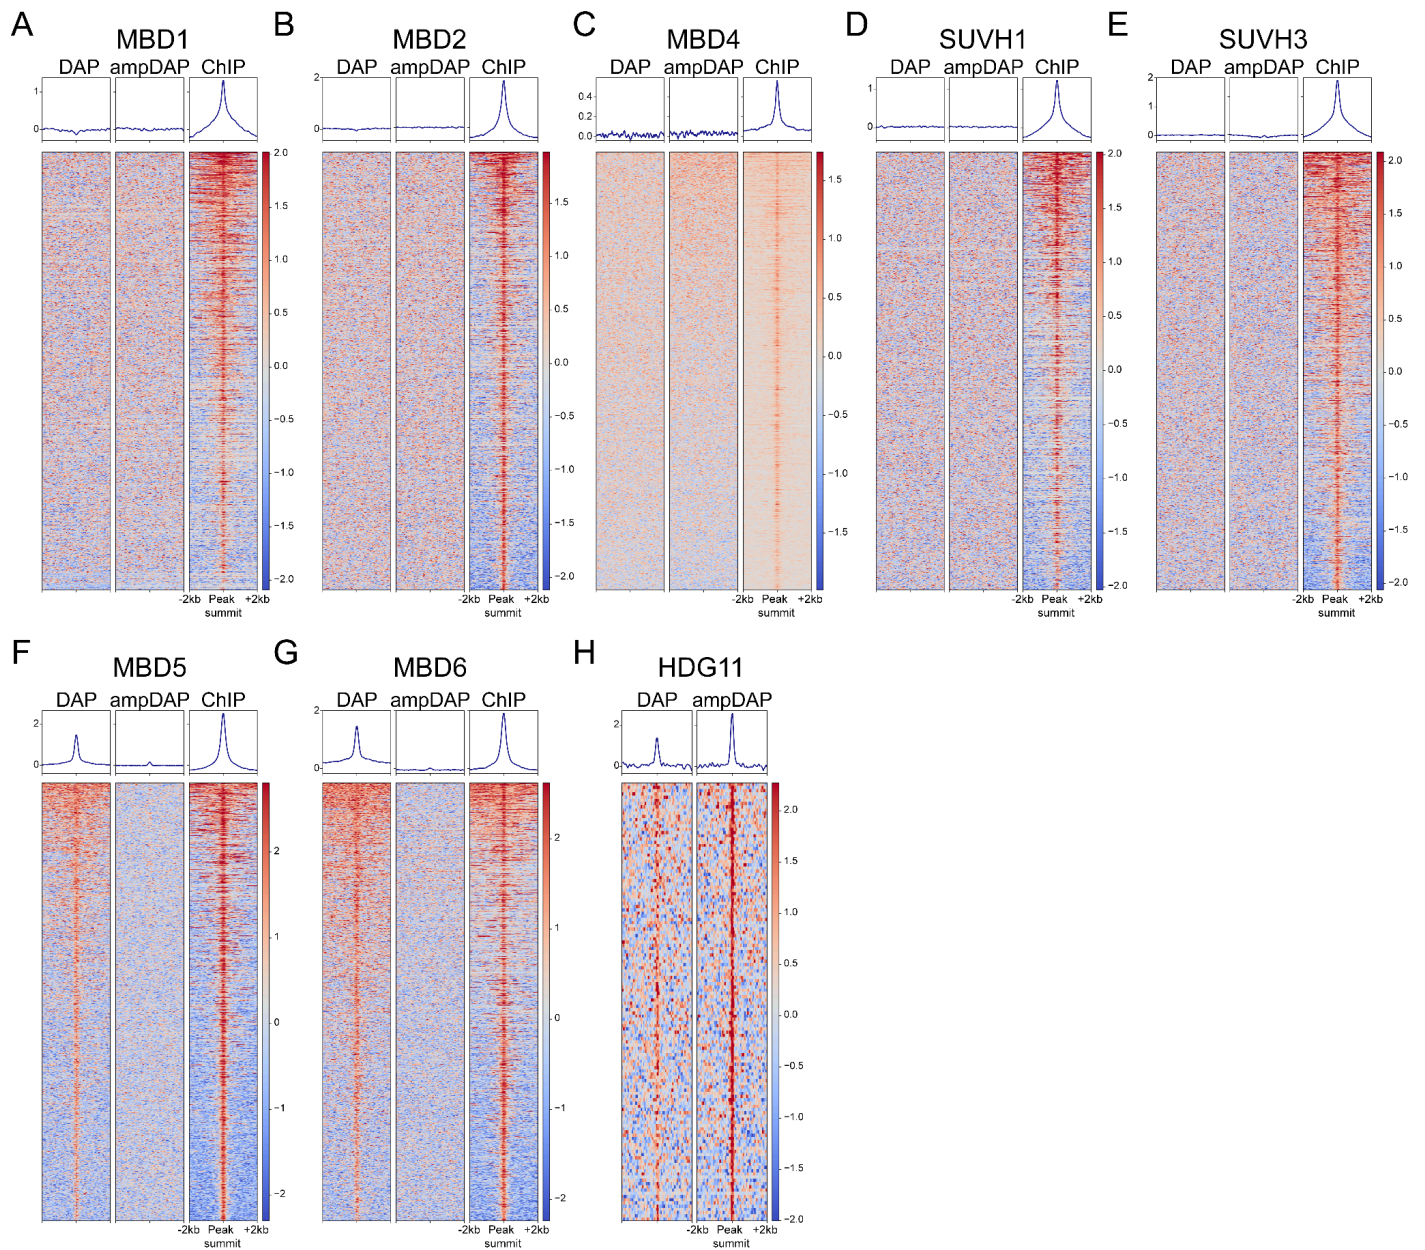 A
MBD1
DAP ampDAP ChIP
1
0
2.0
1.5
1.0
0.5
0.0
−0.5
−1.0
−1.5
−2.0
-2kb Peak +2kb
summit
B
MBD2
DAP ampDAP ChIP
2
0
1.5
1.0
0.5
0.0
−0.5
−1.0
−1.5
−2.0
-2kb Peak +2kb
summit
C
MBD4
DAP ampDAP ChIP
0.4
0.2
0.0
1.5
1.0
0.5
0.0
−0.5
−1.0
−1.5
-2kb Peak +2kb
summit
D
SUVH1
DAP ampDAP ChIP
1
0
2.0
1.5
1.0
0.5
0.0
−0.5
−1.0
−1.5
−2.0
-2kb Peak +2kb
summit
E
SUVH3
DAP ampDAP ChIP
2
1
0
2.0
1.5
1.0
0.5
0.0
−0.5
−1.0
−1.5
−2.0
-2kb Peak +2kb
summit
F
MBD5
DAP ampDAP ChIP
2
0
2
1
0
−1
−2
-2kb Peak +2kb
summit
G
MBD6
DAP ampDAP ChIP
2
0
2
1
0
−1
−2
-2kb Peak +2kb
summit
H
HDG11
DAP ampDAP
2
0
2.0
1.5
1.0
0.5
0.0
−0.5
−1.0
−1.5
−2.0
-2kb Peak +2kb
summit